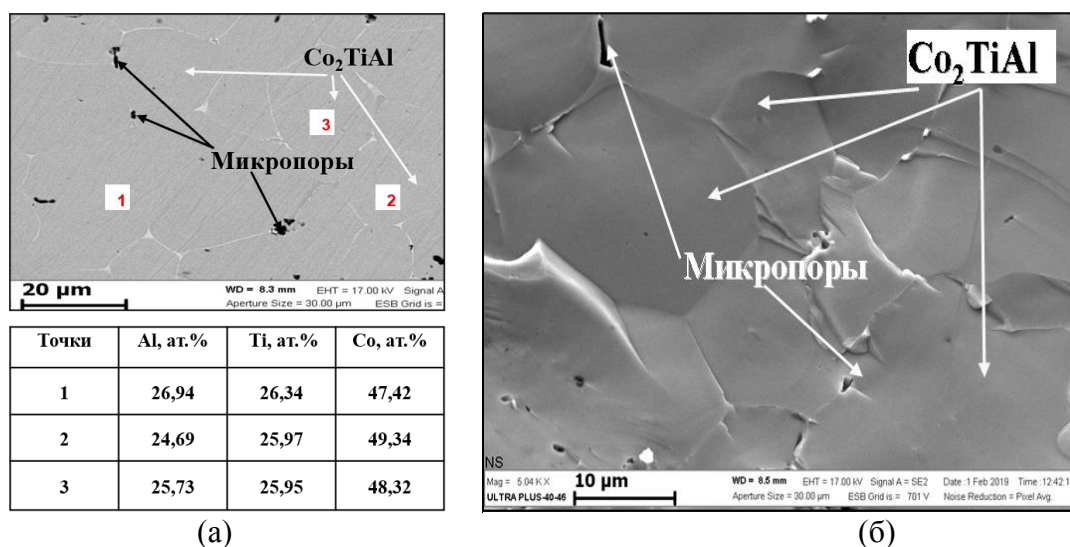 Co2TiAl
3
Микропоры
1
2
20 µm
WD = 8.3 mm EHT = 17.00 kV Signal A
Aperture Size = 30.00 µm ESB Grid is =
Точки Al, ат.% Ti, ат.% Co, ат.%
1 26,94 26,34 47,42
2 24,69 25,97 49,34
3 25,73 25,95 48,32
(а)
Co2TiAl
Микропоры
NS
Mag = 5.04 K X 10 µm WD = 8.5 mm EHT = 17.00 kV Signal A = SE2 Date :1 Feb 2019 Time :12:42:1
ULTRA PLUS-40-46 Aperture Size = 30.00 µm ESB Grid is = 701 V Noise Reduction = Pixel Avg.
(б)